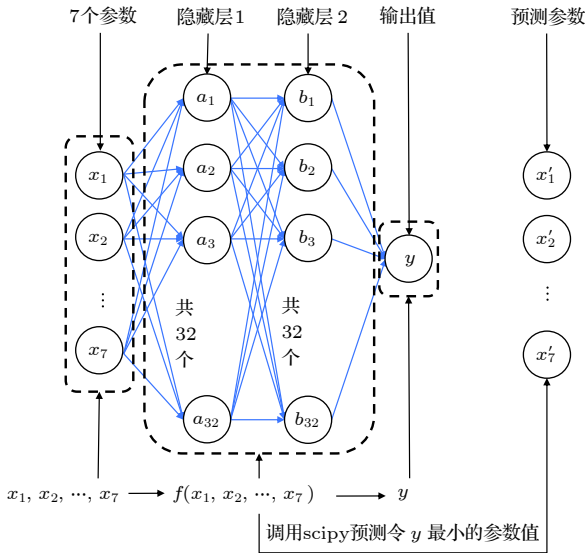 7个参数 隐藏层1 隐藏层2 输出值 预测参数
a₁ b₁
x₁ a₂ b₂ x′₁
x₂ a₃ b₃ y x′₂
⋮ 共 共 ⋮
32 32
x₇ 个 个 x′₇
a₃₂ b₃₂
x₁, x₂, ···, x₇ f(x₁, x₂, ···, x₇) y
调用scipy预测令 y 最小的参数值